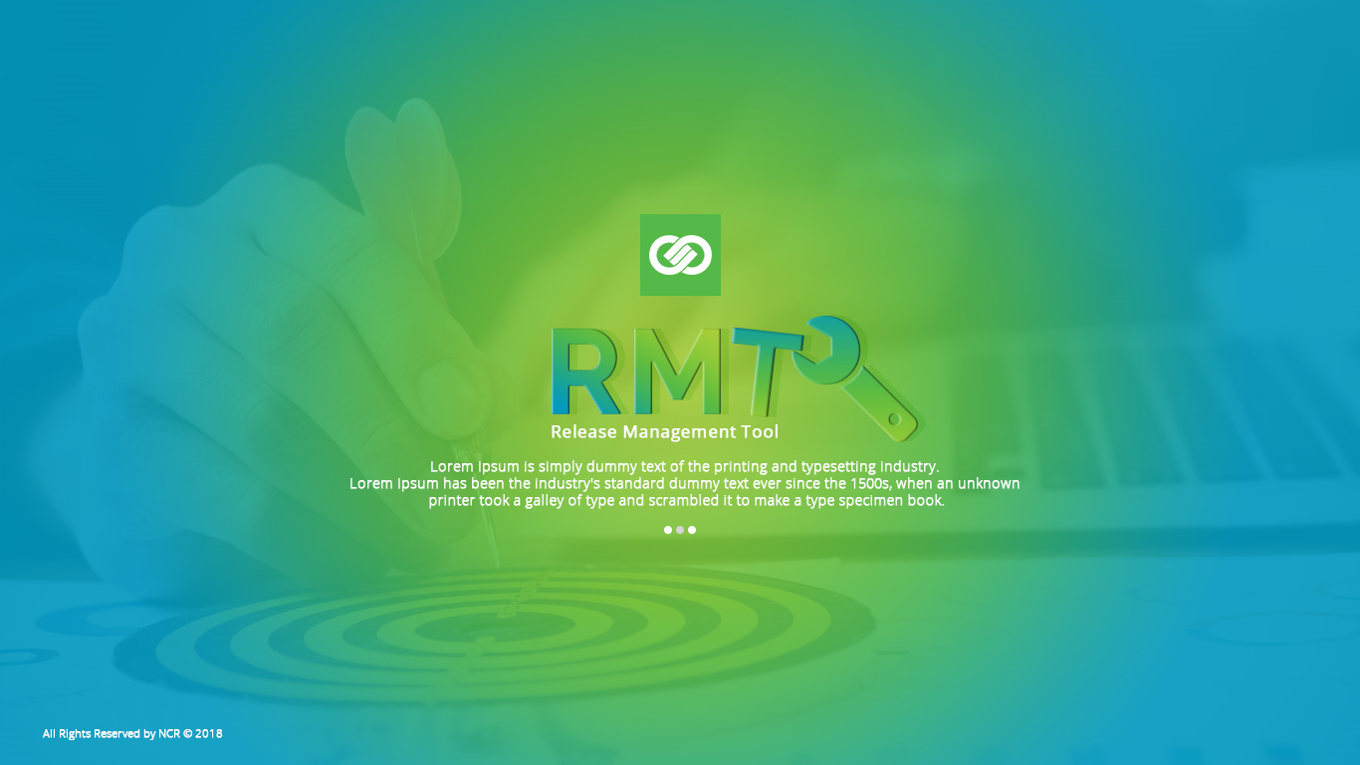 RMT
Release Management Tool
Lorem Ipsum is simply dummy text of the printing and typesetting industry.
Lorem Ipsum has been the industry's standard dummy text ever since the 1500s, when an unknown
printer took a galley of type and scrambled it to make a type specimen book.
All Rights Reserved by NCR © 2018